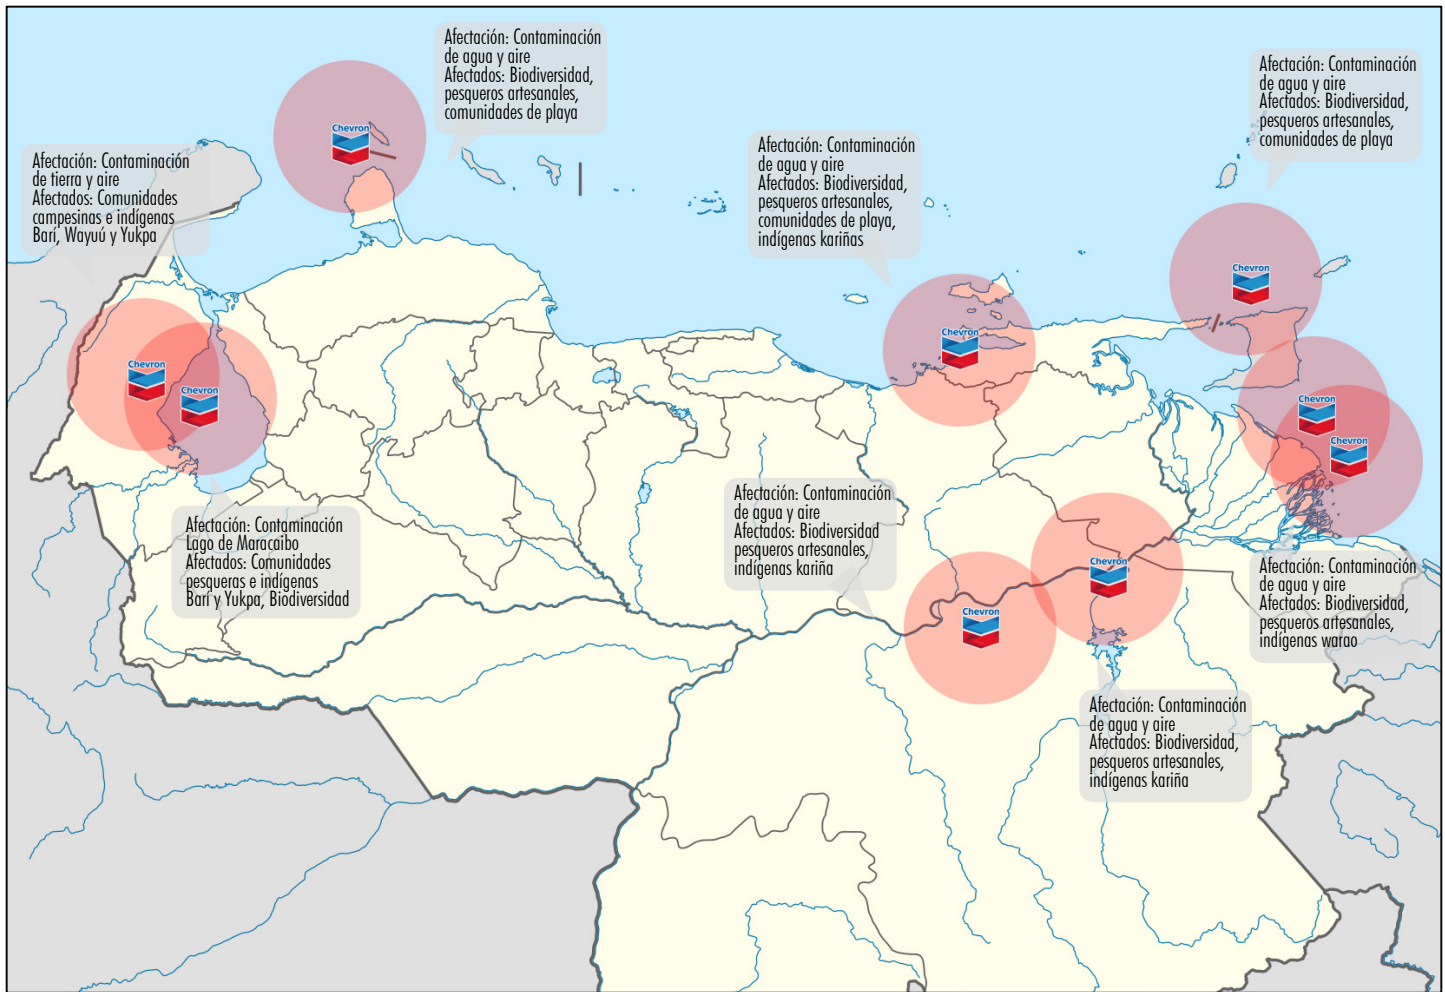 Afectación: Contaminación
de agua y aire
Afectados: Biodiversidad,
pesqueros artesanales,
comunidades de playa
Afectación: Contaminación
de agua y aire
Afectados: Biodiversidad,
pesqueros artesanales,
comunidades de playa
Chevron
Afectación: Contaminación
de tierra y aire
Afectados: Comunidades
campesinas e indígenas
Barí, Wayuú y Yukpa
Afectación: Contaminación
de agua y aire
Afectados: Biodiversidad,
pesqueros artesanales,
comunidades de playa,
indígenas kariñas
Chevron
Chevron
Chevron
Chevron
Chevron
Chevron
Afectación: Contaminación
Lago de Maracaibo
Afectados: Comunidades
pesqueras e indígenas
Barí y Yukpa, Biodiversidad
Afectación: Contaminación
de agua y aire
Afectados: Biodiversidad
pesqueros artesanales,
indígenas kariña
Chevron
Chevron
Afectación: Contaminación
de agua y aire
Afectados: Biodiversidad,
pesqueros artesanales,
indígenas warao
Afectación: Contaminación
de agua y aire
Afectados: Biodiversidad,
pesqueros artesanales,
indígenas kariña